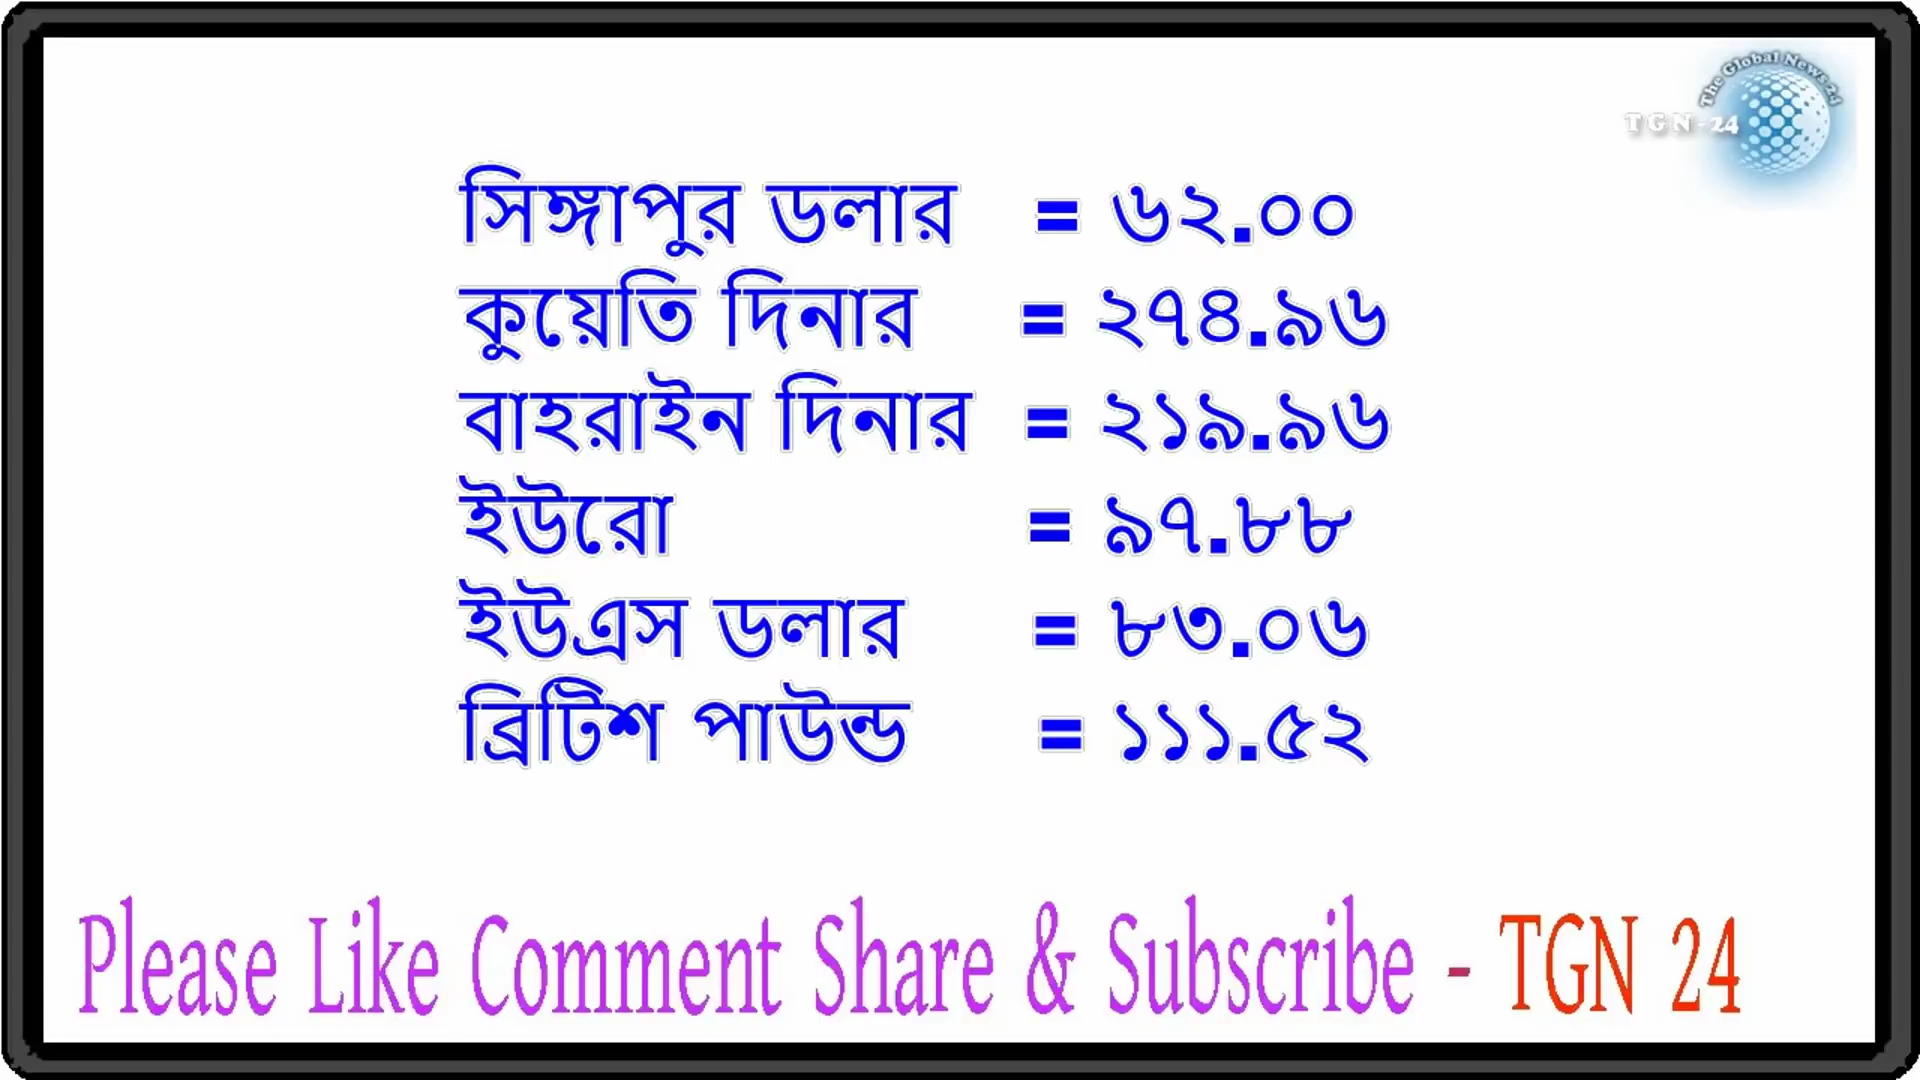 The Global News 24
TGN-24
সিঙ্গাপুর ডলার = ৬২.০০
কুয়েতি দিনার = ২৭৪.৯৬
বাহরাইন দিনার = ২১৯.৯৬
ইউরো = ৯৭.৮৮
ইউএস ডলার = ৮৩.০৬
ব্রিটিশ পাউন্ড = ১১১.৫২
Please Like Comment Share & Subscribe - TGN 24